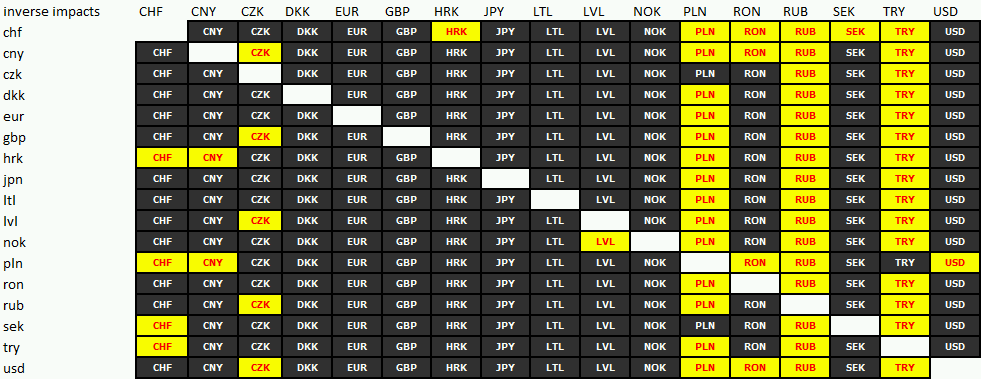 inverse impacts CHF CNY CZK DKK EUR GBP HRK JPY LTL LVL NOK PLN RON RUB SEK TRY USD
chf CNY CZK DKK EUR GBP HRK JPY LTL LVL NOK PLN RON RUB SEK TRY USD
cny CHF CZK DKK EUR GBP HRK JPY LTL LVL NOK PLN RON RUB SEK TRY USD
czk CHF CNY DKK EUR GBP HRK JPY LTL LVL NOK PLN RON RUB SEK TRY USD
dkk CHF CNY CZK EUR GBP HRK JPY LTL LVL NOK PLN RON RUB SEK TRY USD
eur CHF CNY CZK DKK GBP HRK JPY LTL LVL NOK PLN RON RUB SEK TRY USD
gbp CHF CNY CZK DKK EUR HRK JPY LTL LVL NOK PLN RON RUB SEK TRY USD
hrk CHF CNY CZK DKK EUR GBP JPY LTL LVL NOK PLN RON RUB SEK TRY USD
jpn CHF CNY CZK DKK EUR GBP HRK LTL LVL NOK PLN RON RUB SEK TRY USD
ltl CHF CNY CZK DKK EUR GBP HRK JPY LVL NOK PLN RON RUB SEK TRY USD
lvl CHF CNY CZK DKK EUR GBP HRK JPY LTL NOK PLN RON RUB SEK TRY USD
nok CHF CNY CZK DKK EUR GBP HRK JPY LTL LVL PLN RON RUB SEK TRY USD
pln CHF CNY CZK DKK EUR GBP HRK JPY LTL LVL NOK RON RUB SEK TRY USD
ron CHF CNY CZK DKK EUR GBP HRK JPY LTL LVL NOK PLN RUB SEK TRY USD
rub CHF CNY CZK DKK EUR GBP HRK JPY LTL LVL NOK PLN RON SEK TRY USD
sek CHF CNY CZK DKK EUR GBP HRK JPY LTL LVL NOK PLN RON RUB TRY USD
try CHF CNY CZK DKK EUR GBP HRK JPY LTL LVL NOK PLN RON RUB SEK USD
usd CHF CNY CZK DKK EUR GBP HRK JPY LTL LVL NOK PLN RON RUB SEK TRY